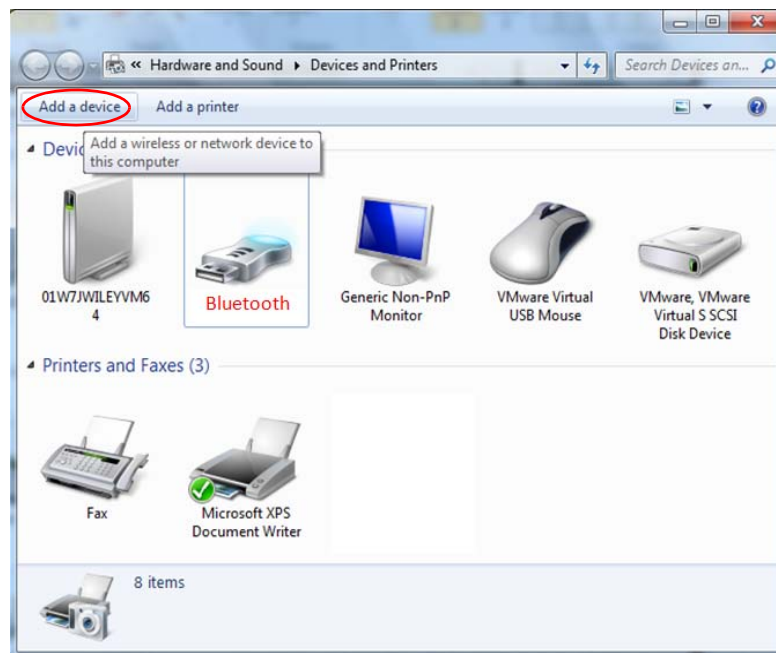 « Hardware and Sound ▸ Devices and Printers
Search Devices an...
Add a device
Add a printer
Add a wireless or network device to
this computer
01W7JWILEYVM6
4
Bluetooth
Generic Non-PnP
Monitor
VMware Virtual
USB Mouse
VMware, VMware
Virtual S SCSI
Disk Device
Printers and Faxes (3)
Fax
Microsoft XPS
Document Writer
8 items